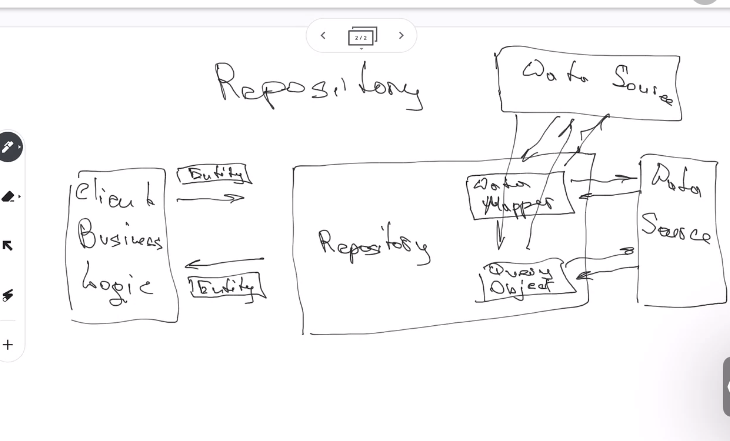 2 / 2
Repository
Data Source
Client
Business
Logic
Entity
Entity
Repository
Data
Mapper
Query
Object
Data
Source